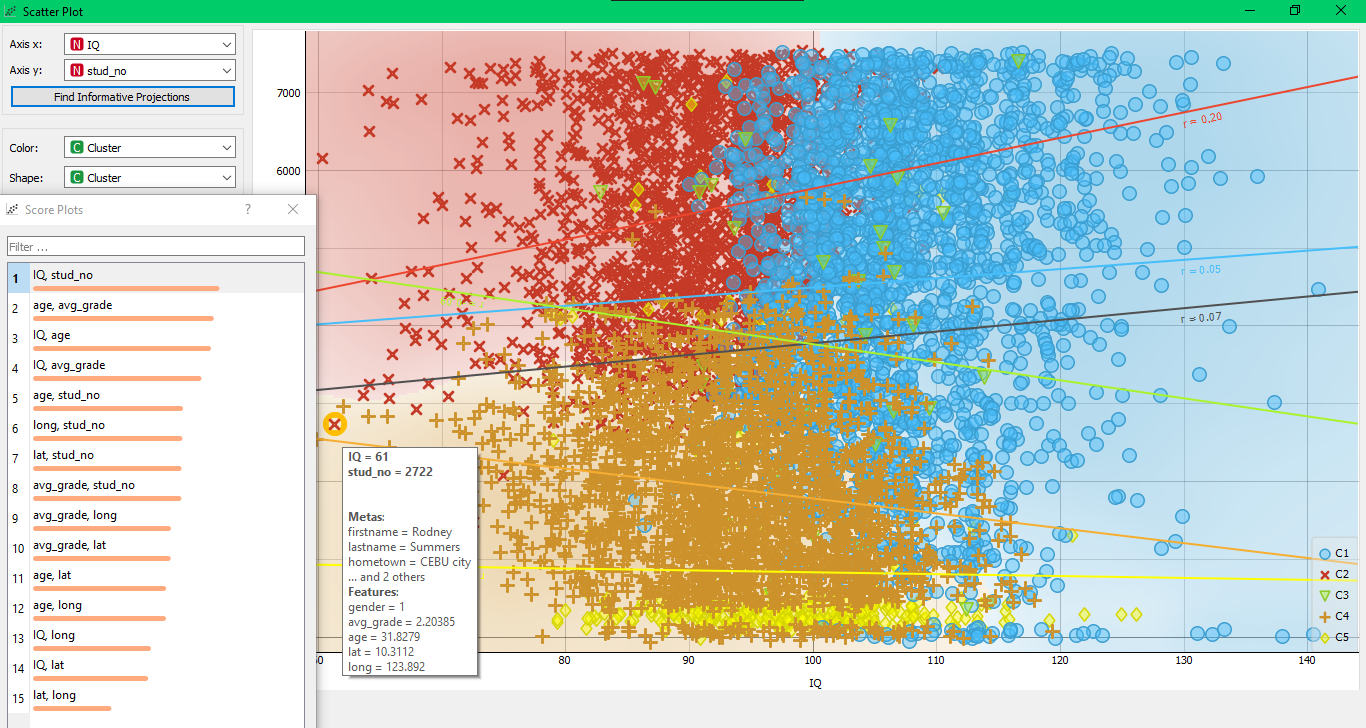 Scatter Plot
Axis x: N IQ
Axis y: N stud_no
Find Informative Projections
Color: C Cluster
Shape: C Cluster
Score Plots ?
Filter ...
1 IQ, stud_no
2 age, avg_grade
3 IQ, age
4 IQ, avg_grade
5 age, stud_no
6 long, stud_no
7 lat, stud_no
8 avg_grade, stud_no
9 avg_grade, long
10 avg_grade, lat
11 age, lat
12 age, long
13 IQ, long
14 IQ, lat
15 lat, long
7000
6000
r = 0.20
r = 0.05
r = 0.07
IQ = 61
stud_no = 2722
Metas:
firstname = Rodney
lastname = Summers
hometown = CEBU city
... and 2 others
Features:
gender = 1
avg_grade = 2.20385
age = 31.8279
lat = 10.3112
long = 123.892
C1
C2
C3
C4
C5
80 90 100 110 120 130 140
IQ